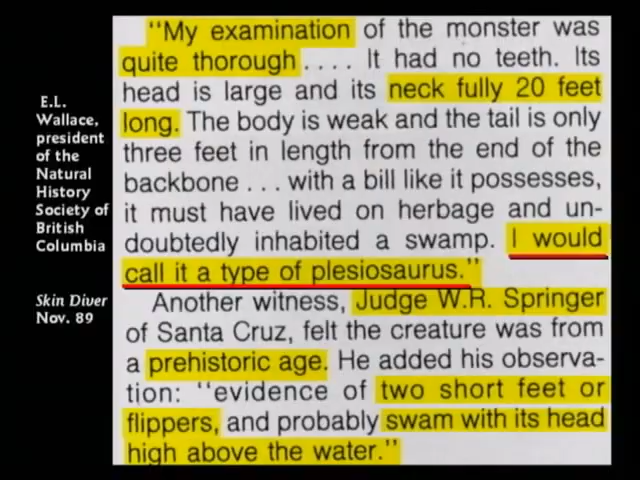 E.L.
Wallace,
president
of the
Natural
History
Society of
British
Columbia
Skin Diver
Nov. 89
"My examination of the monster was
quite thorough .... It had no teeth. Its
head is large and its neck fully 20 feet
long. The body is weak and the tail is only
three feet in length from the end of the
backbone ... with a bill like it possesses,
it must have lived on herbage and un-
doubtedly inhabited a swamp. I would
call it a type of plesiosaurus."
Another witness, Judge W.R. Springer
of Santa Cruz, felt the creature was from
a prehistoric age. He added his observa-
tion: "evidence of two short feet or
flippers, and probably swam with its head
high above the water."